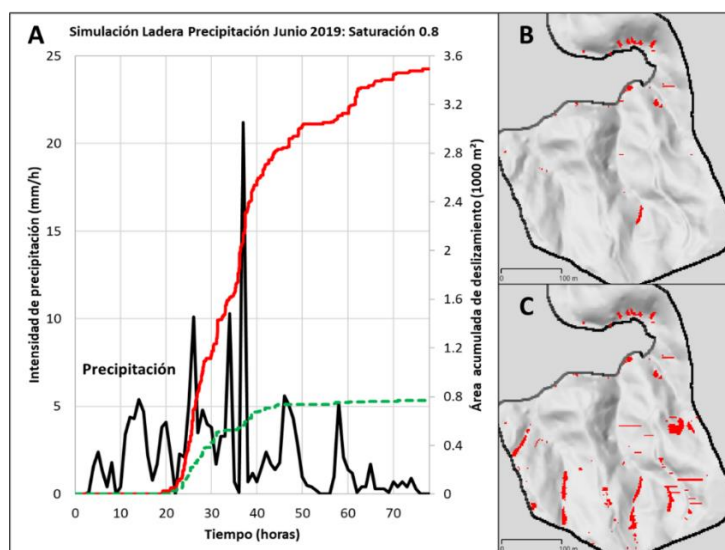 A
Simulación Ladera Precipitación Junio 2019: Saturación 0.8
25
20
15
10
5
0
Intensidad de precipitación (mm/h)
Precipitación
3.6
3.2
2.8
2.4
2
1.6
1.2
0.8
0.4
0
Área acumulada de deslizamiento (1000 m²)
0 10 20 30 40 50 60 70
Tiempo (horas)
B
0 100 m
C
0 100 m